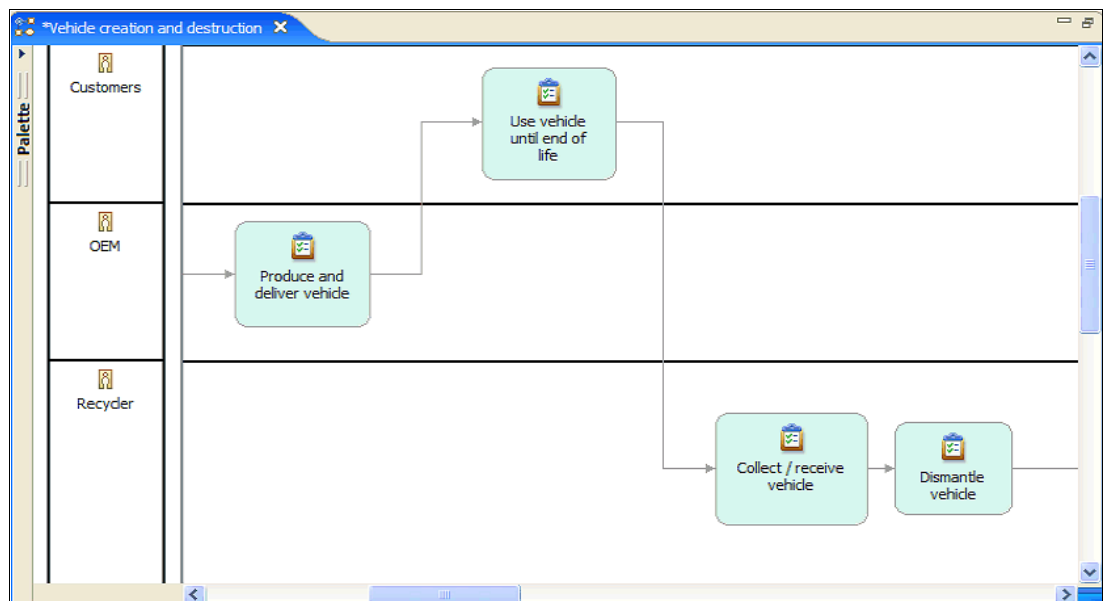 *Vehicle creation and destruction
Palette
Customers
Use vehicle
until end of
life
OEM
Produce and
deliver vehicle
Recycler
Collect / receive
vehicle
Dismantle
vehicle